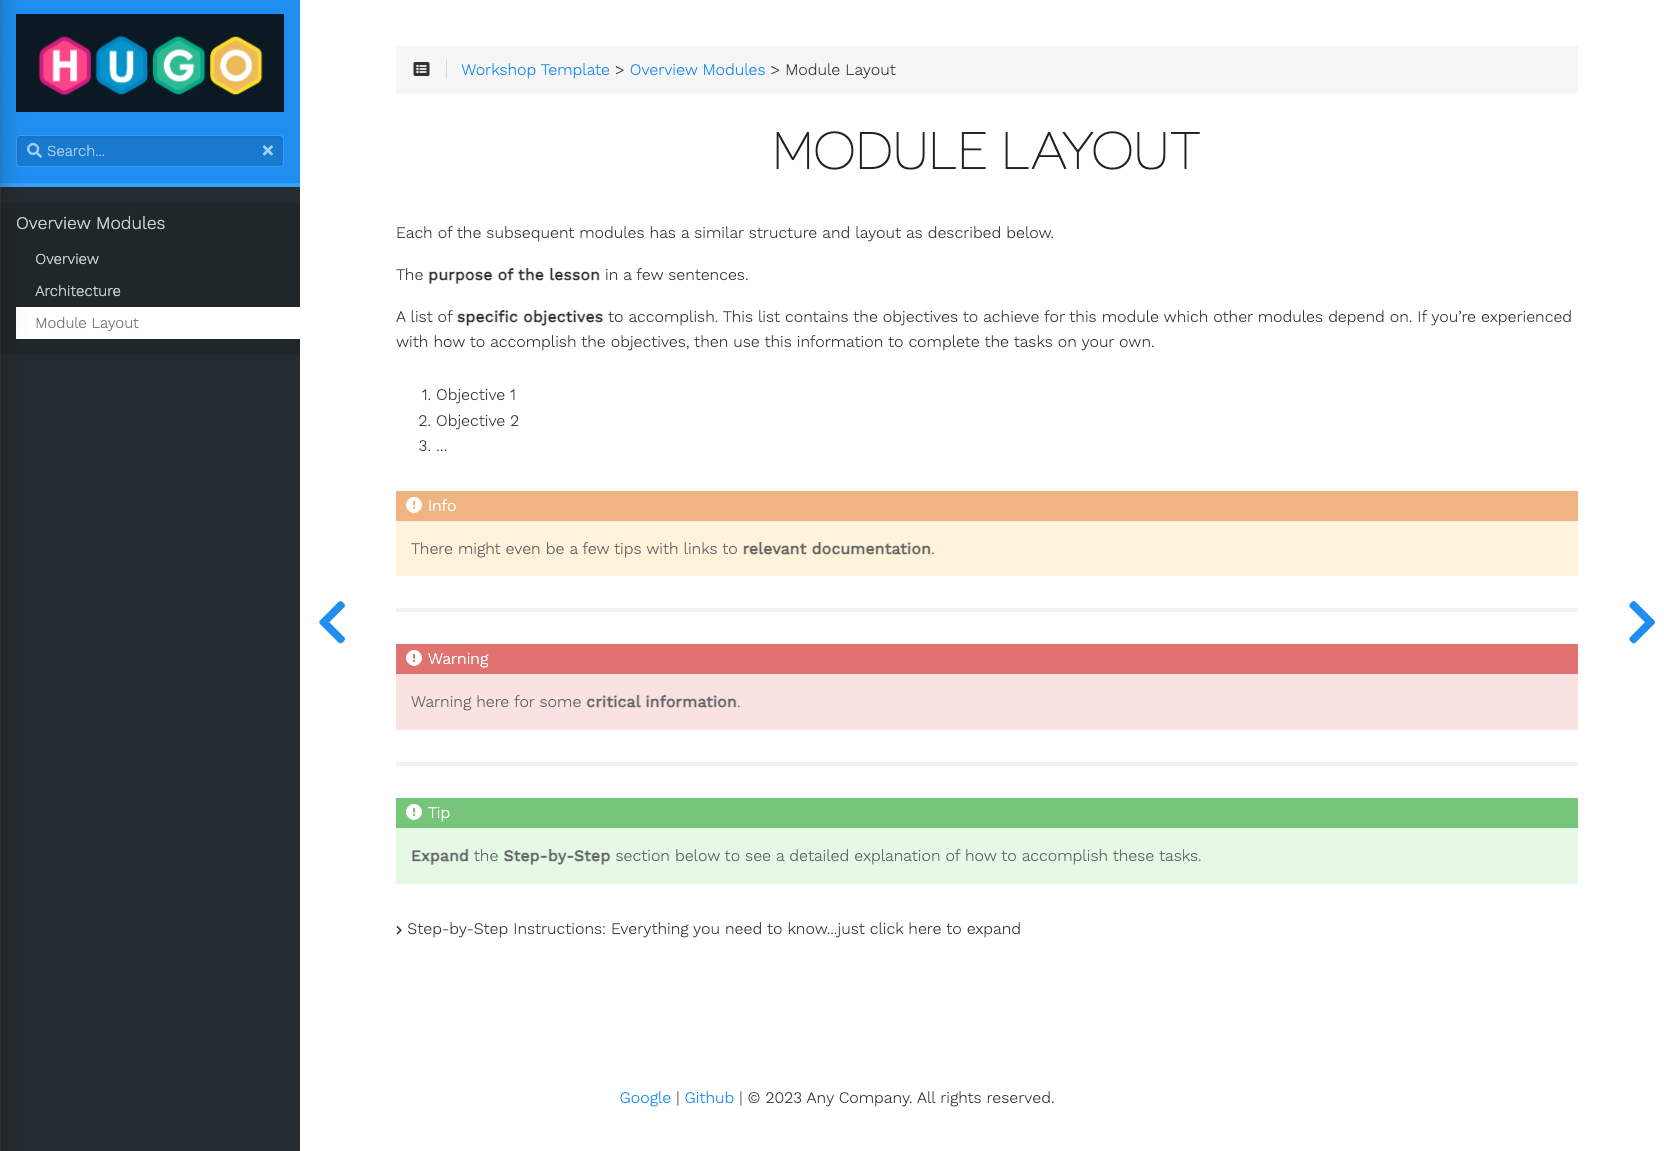 HUGO
Search...
Overview Modules
Overview
Architecture
Module Layout
Workshop Template > Overview Modules > Module Layout
MODULE LAYOUT
Each of the subsequent modules has a similar structure and layout as described below.
The purpose of the lesson in a few sentences.
A list of specific objectives to accomplish. This list contains the objectives to achieve for this module which other modules depend on. If you’re experienced
with how to accomplish the objectives, then use this information to complete the tasks on your own.
1. Objective 1
2. Objective 2
3. ...
Info
There might even be a few tips with links to relevant documentation.
Warning
Warning here for some critical information.
Tip
Expand the Step-by-Step section below to see a detailed explanation of how to accomplish these tasks.
Step-by-Step Instructions: Everything you need to know...just click here to expand
Google | Github | © 2023 Any Company. All rights reserved.